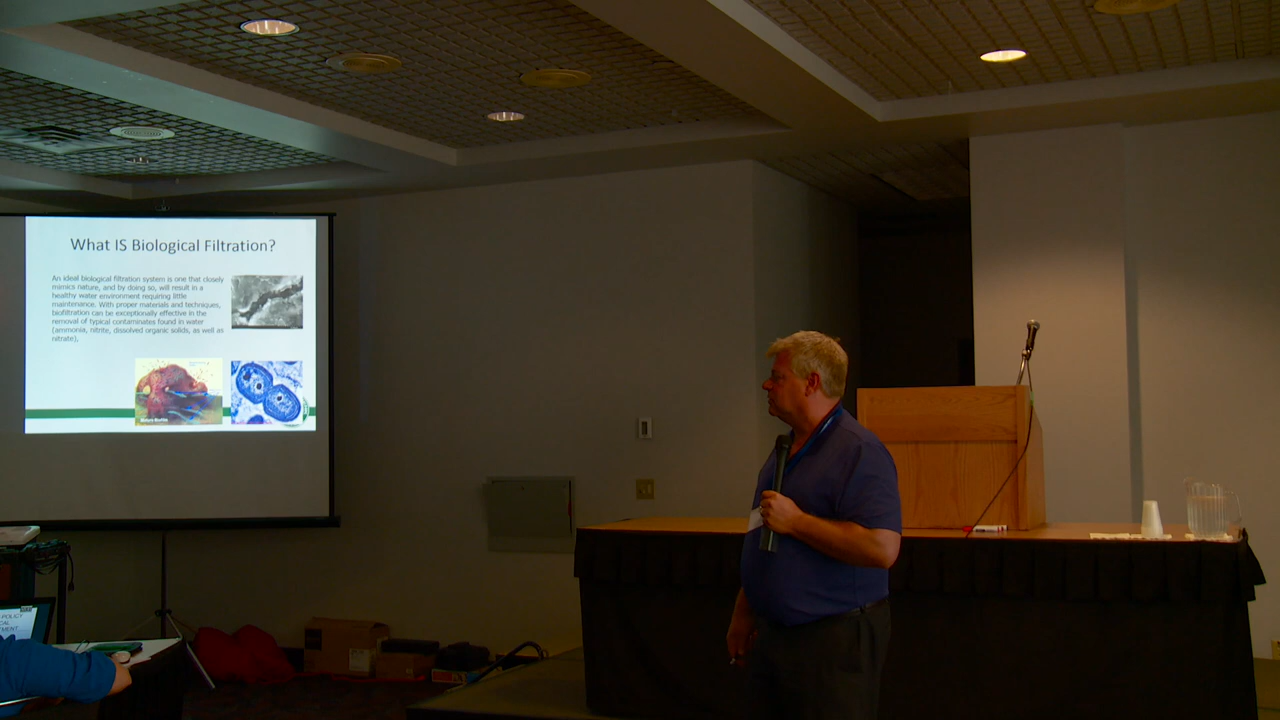 What IS Biological Filtration?
An ideal biological filtration system is one that closely
mimics nature, and by doing so, will result in a
healthy water environment requiring little
maintenance. With proper materials and techniques,
biofiltration can be exceptionally effective in the
removal of typical contaminates found in water
(ammonia, nitrite, dissolved organic solids, as well as
nitrate),
POLICY